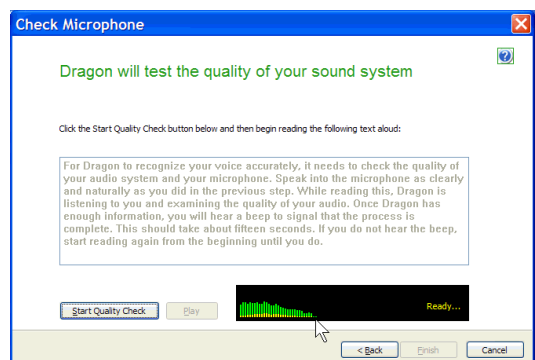 Check Microphone
Dragon will test the quality of your sound system
Click the Start Quality Check button below and then begin reading the following text aloud:
For Dragon to recognize your voice accurately, it needs to check the quality of
your audio system and your microphone. Speak into the microphone as clearly
and naturally as you did in the previous step. While reading this, Dragon is
listening to you and examining the quality of your audio. Once Dragon has
enough information, you will hear a beep to signal that the process is
complete. This should take about fifteen seconds. If you do not hear the beep,
start reading again from the beginning until you do.
Start Quality Check Play Ready...
< Back Finish Cancel